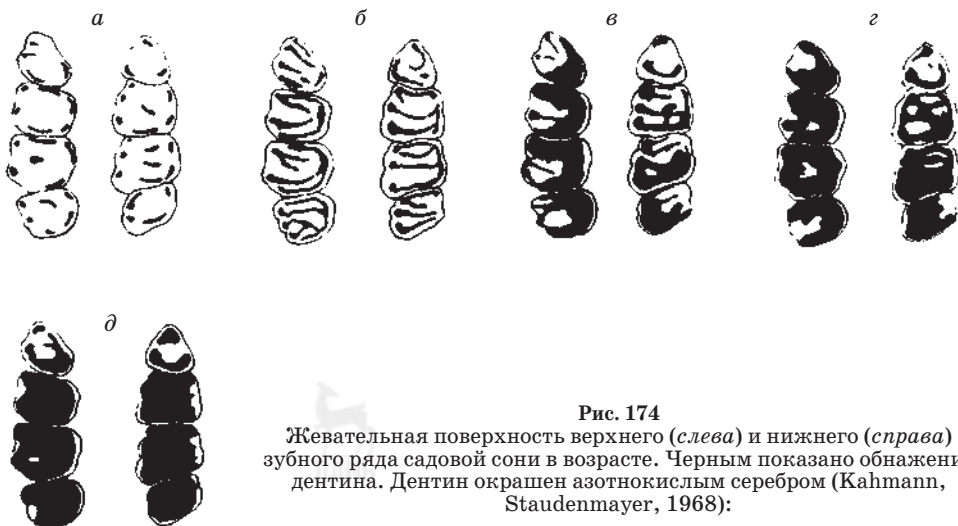 а б в г
д
Рис. 174
Жевательная поверхность верхнего (слева) и нижнего (справа)
зубного ряда садовой сони в возрасте. Черным показано обнажени
дентина. Дентин окрашен азотнокислым серебром (Kahmann,
Staudenmayer, 1968):